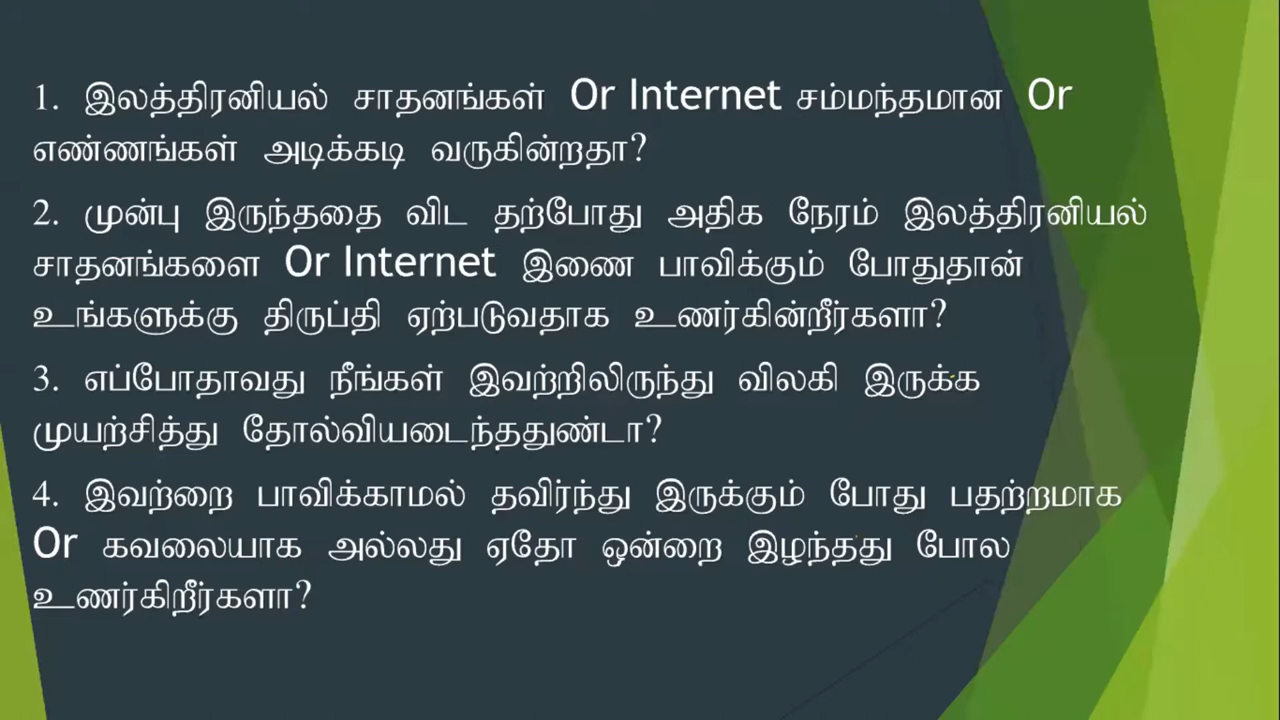 1. இலத்திரனியல் சாதனங்கள் Or Internet சம்மந்தமான Or
எண்ணங்கள் அடிக்கடி வருகின்றதா?
2. முன்பு இருந்ததை விட தற்போது அதிக நேரம் இலத்திரனியல்
சாதனங்களை Or Internet இணை பாவிக்கும் போதுதான்
உங்களுக்கு திருப்தி ஏற்படுவதாக உணர்கின்றீர்களா?
3. எப்போதாவது நீங்கள் இவற்றிலிருந்து விலகி இருக்க
முயற்சித்து தோல்வியடைந்ததுண்டா?
4. இவற்றை பாவிக்காமல் தவிர்ந்து இருக்கும் போது பதற்றமாக
Or கவலையாக அல்லது ஏதோ ஒன்றை இழந்தது போல
உணர்கிறீர்களா?